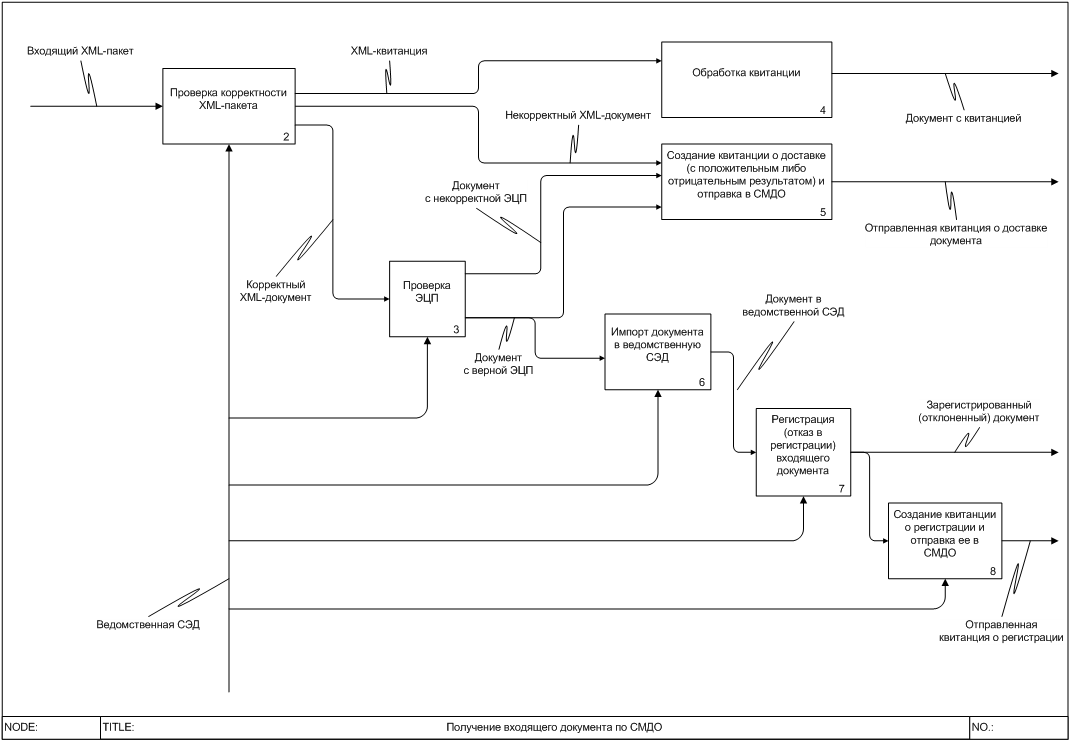 Входящий XML-пакет
XML-квитанция
Проверка корректности
XML-пакета
2
Обработка квитанции
4
Документ с квитанцией
Некорректный XML-документ
Создание квитанции о доставке
(с положительным либо
отрицательным результатом) и
отправка в СМДО
5
Отправленная квитанция о доставке
документа
Документ
с некорректной ЭЦП
Корректный
XML-документ
Проверка
ЭЦП
3
Документ
с верной ЭЦП
Документ в
ведомственной СЭД
Импорт документа
в ведомственную
СЭД
6
Регистрация
(отказ в
регистрации)
входящего
документа
7
Зарегистрированный
(отклоненный) документ
Создание квитанции
о регистрации и
отправка ее в
СМДО
8
Ведомственная СЭД
Отправленная
квитанция о регистрации
NODE:
TITLE:
Получение входящего документа по СМДО
NO.: